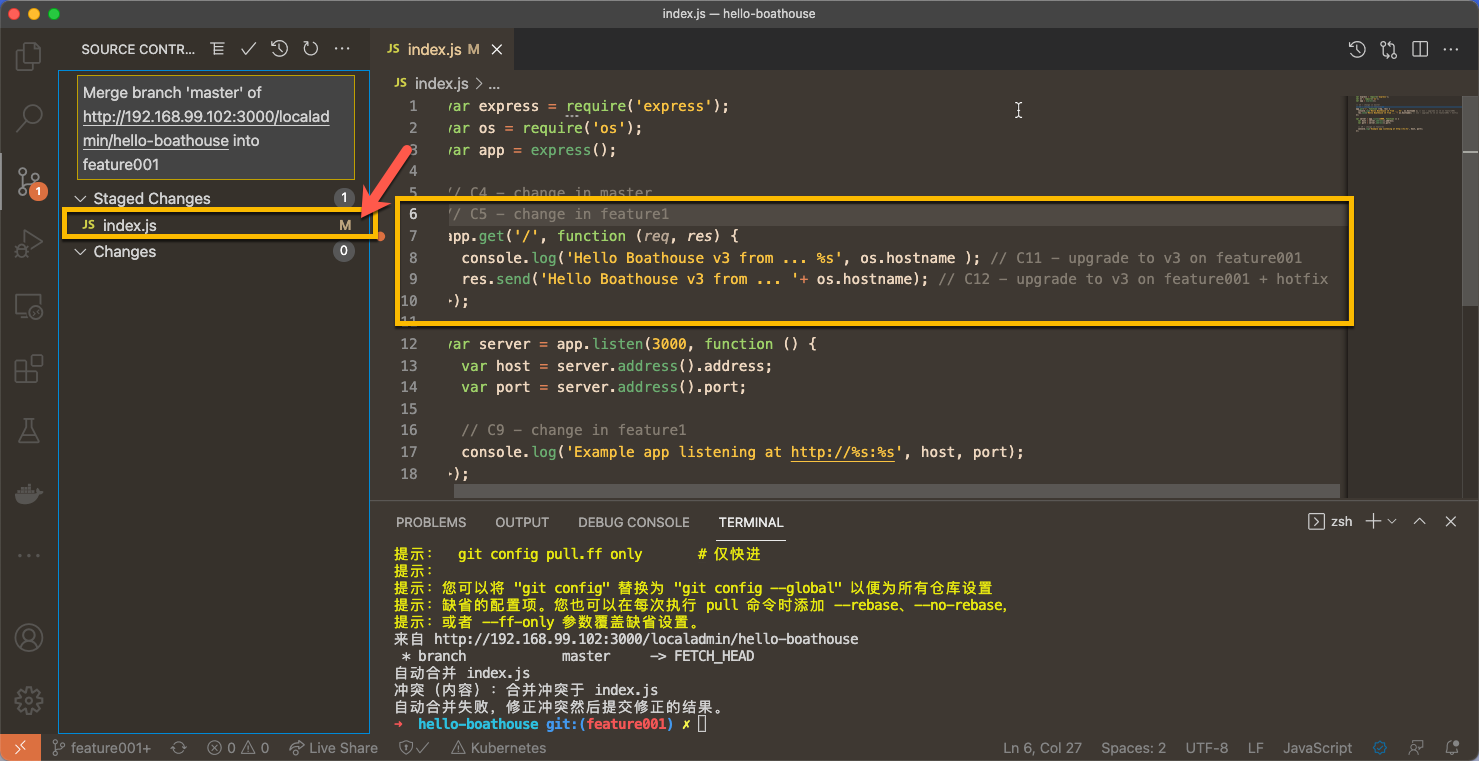 index.js — hello-boathouse
SOURCE CONTR...
JS index.js M
Merge branch 'master' of
http://192.168.99.102:3000/localad
min/hello-boathouse into
feature001
Staged Changes 1
JS index.js M
Changes 0
1
JS index.js > ...
1 var express = require('express');
2 var os = require('os');
3 var app = express();
4
5 // C4 – change in master
6 // C5 – change in feature1
7 app.get('/', function (req, res) {
8 console.log('Hello Boathouse v3 from ... %s', os.hostname ); // C11 – upgrade to v3 on feature001
9 res.send('Hello Boathouse v3 from ... '+ os.hostname); // C12 – upgrade to v3 on feature001 + hotfix
10 });
11
12 var server = app.listen(3000, function () {
13 var host = server.address().address;
14 var port = server.address().port;
15
16 // C9 – change in feature1
17 console.log('Example app listening at http://%s:%s', host, port);
18 });
PROBLEMS OUTPUT DEBUG CONSOLE TERMINAL zsh
提示： git config pull.ff only # 仅快进
提示：
提示：您可以将 "git config" 替换为 "git config --global" 以便为所有仓库设置
提示：缺省的配置项。您也可以在每次执行 pull 命令时添加 --rebase、--no-rebase，
提示：或者 --ff-only 参数覆盖缺省设置。
来自 http://192.168.99.102:3000/localadmin/hello-boathouse
* branch master -> FETCH_HEAD
自动合并 index.js
冲突（内容）：合并冲突于 index.js
自动合并失败，修正冲突然后提交修正的结果。
→ hello-boathouse git:(feature001) ✗
feature001+ 0 0 Live Share Kubernetes Ln 6, Col 27 Spaces: 2 UTF-8 LF JavaScript